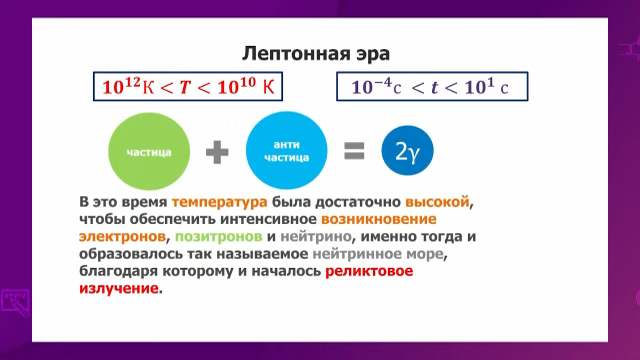 Лептонная эра
10¹²К < T < 10¹⁰ К
10⁻⁴с < t < 10¹ с
частица + анти частица = 2γ
В это время температура была достаточно высокой,
чтобы обеспечить интенсивное возникновение
электронов, позитронов и нейтрино, именно тогда и
образовалось так называемое нейтринное море,
благодаря которому и началось реликтовое
излучение.